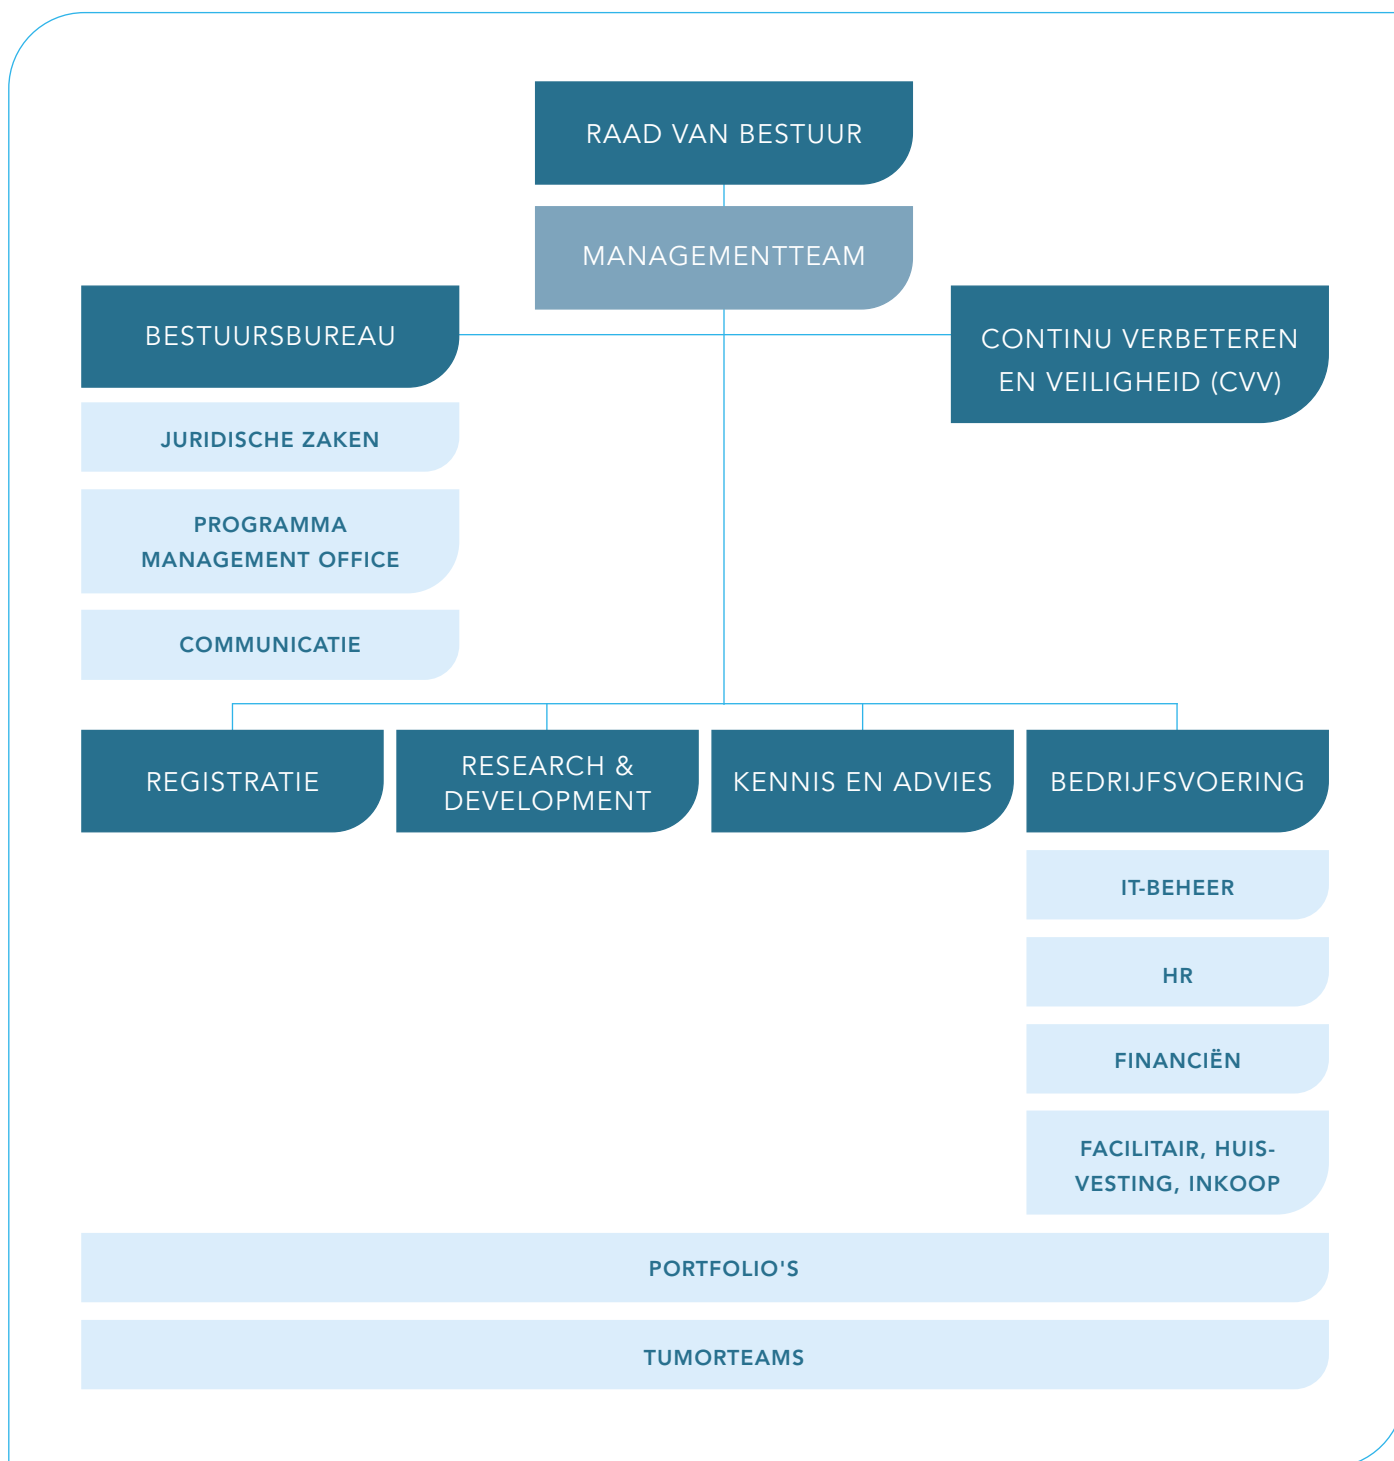 RAAD VAN BESTUUR
MANAGEMENTTEAM
BESTUURSBUREAU
CONTINU VERBETEREN
EN VEILIGHEID (CVV)
JURIDISCHE ZAKEN
PROGRAMMA
MANAGEMENT OFFICE
COMMUNICATIE
REGISTRATIE
RESEARCH &
DEVELOPMENT
KENNIS EN ADVIES
BEDRIJFSVOERING
IT-BEHEER
HR
FINANCIËN
FACILITAIR, HUIS-
VESTING, INKOOP
PORTFOLIO'S
TUMORTEAMS